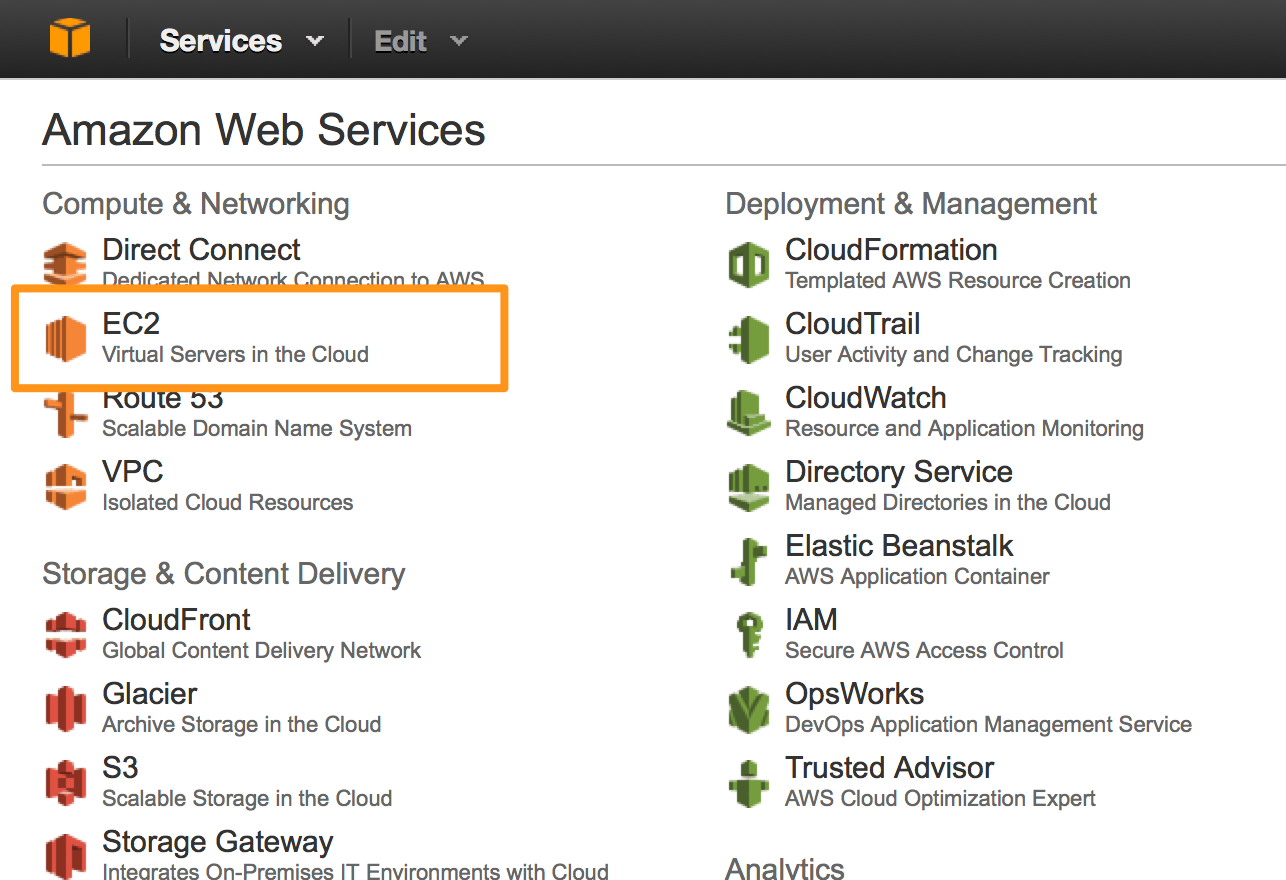 Services
Edit
Amazon Web Services
Compute & Networking
Direct Connect
Dedicated Network Connection to AWS
EC2
Virtual Servers in the Cloud
Route 53
Scalable Domain Name System
VPC
Isolated Cloud Resources
Storage & Content Delivery
CloudFront
Global Content Delivery Network
Glacier
Archive Storage in the Cloud
S3
Scalable Storage in the Cloud
Storage Gateway
Integrates On-Premises IT Environments with Cloud
Deployment & Management
CloudFormation
Templated AWS Resource Creation
CloudTrail
User Activity and Change Tracking
CloudWatch
Resource and Application Monitoring
Directory Service
Managed Directories in the Cloud
Elastic Beanstalk
AWS Application Container
IAM
Secure AWS Access Control
OpsWorks
DevOps Application Management Service
Trusted Advisor
AWS Cloud Optimization Expert
Analytics